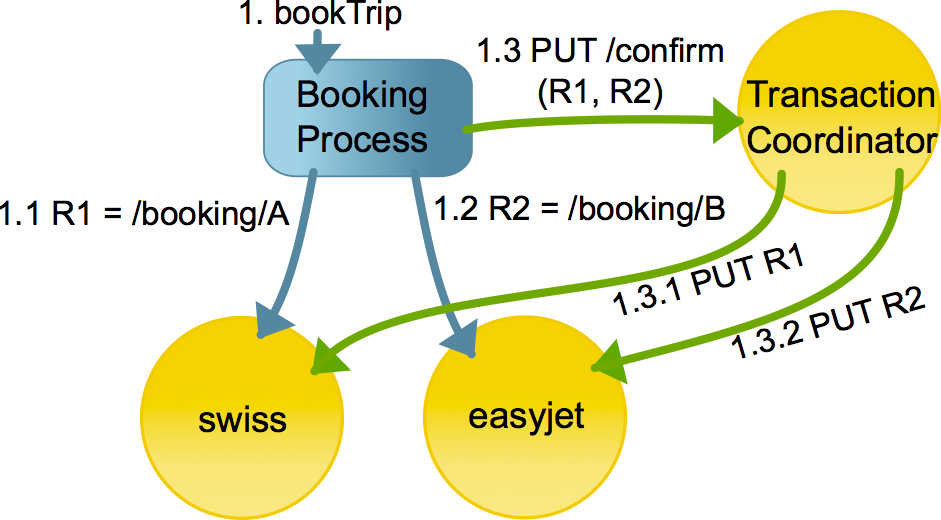 1. bookTrip
1.3 PUT /confirm
(R1, R2)
Booking
Process
Transaction
Coordinator
1.1 R1 = /booking/A
1.2 R2 = /booking/B
1.3.1 PUT R1
1.3.2 PUT R2
swiss
easyjet